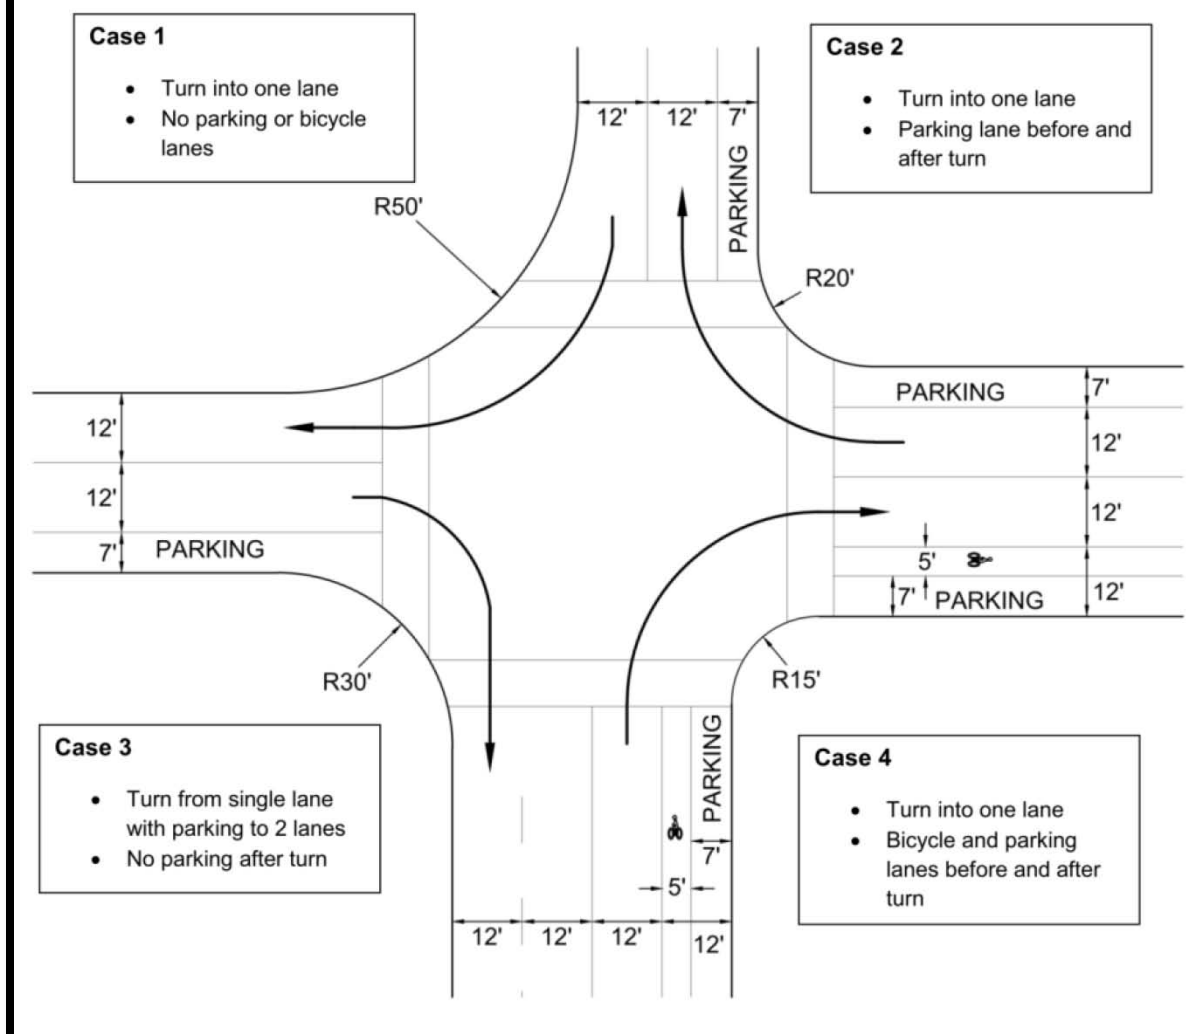 Case 1
• Turn into one lane
• No parking or bicycle
lanes
Case 2
• Turn into one lane
• Parking lane before and
after turn
12' 12' 7'
PARKING
R50'
R20'
12'
12'
7' PARKING
PARKING 7'
12'
12'
5'
7' PARKING 12'
R30'
R15'
Case 3
• Turn from single lane
with parking to 2 lanes
• No parking after turn
PARKING
7'
5'
12' 12' 12' 12'
Case 4
• Turn into one lane
• Bicycle and parking
lanes before and after
turn